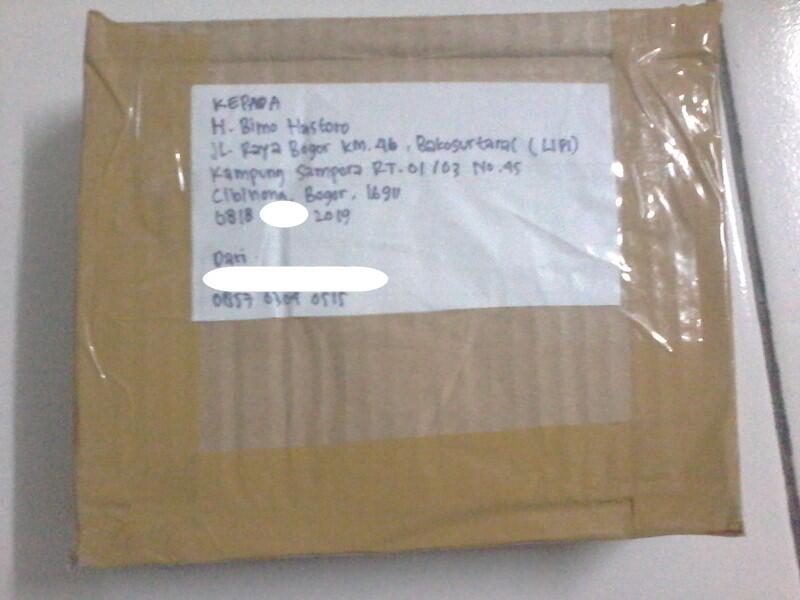 KEPADA
H. Bimo Hastoro
JL. Raya Bogor KM. 46, Bakosurtanal (LIPI)
Kampung Sampora RT. 01/03 No. 45
Cibinong, Bogor, 16911
0818 2019
Dari
0857 0309 0515